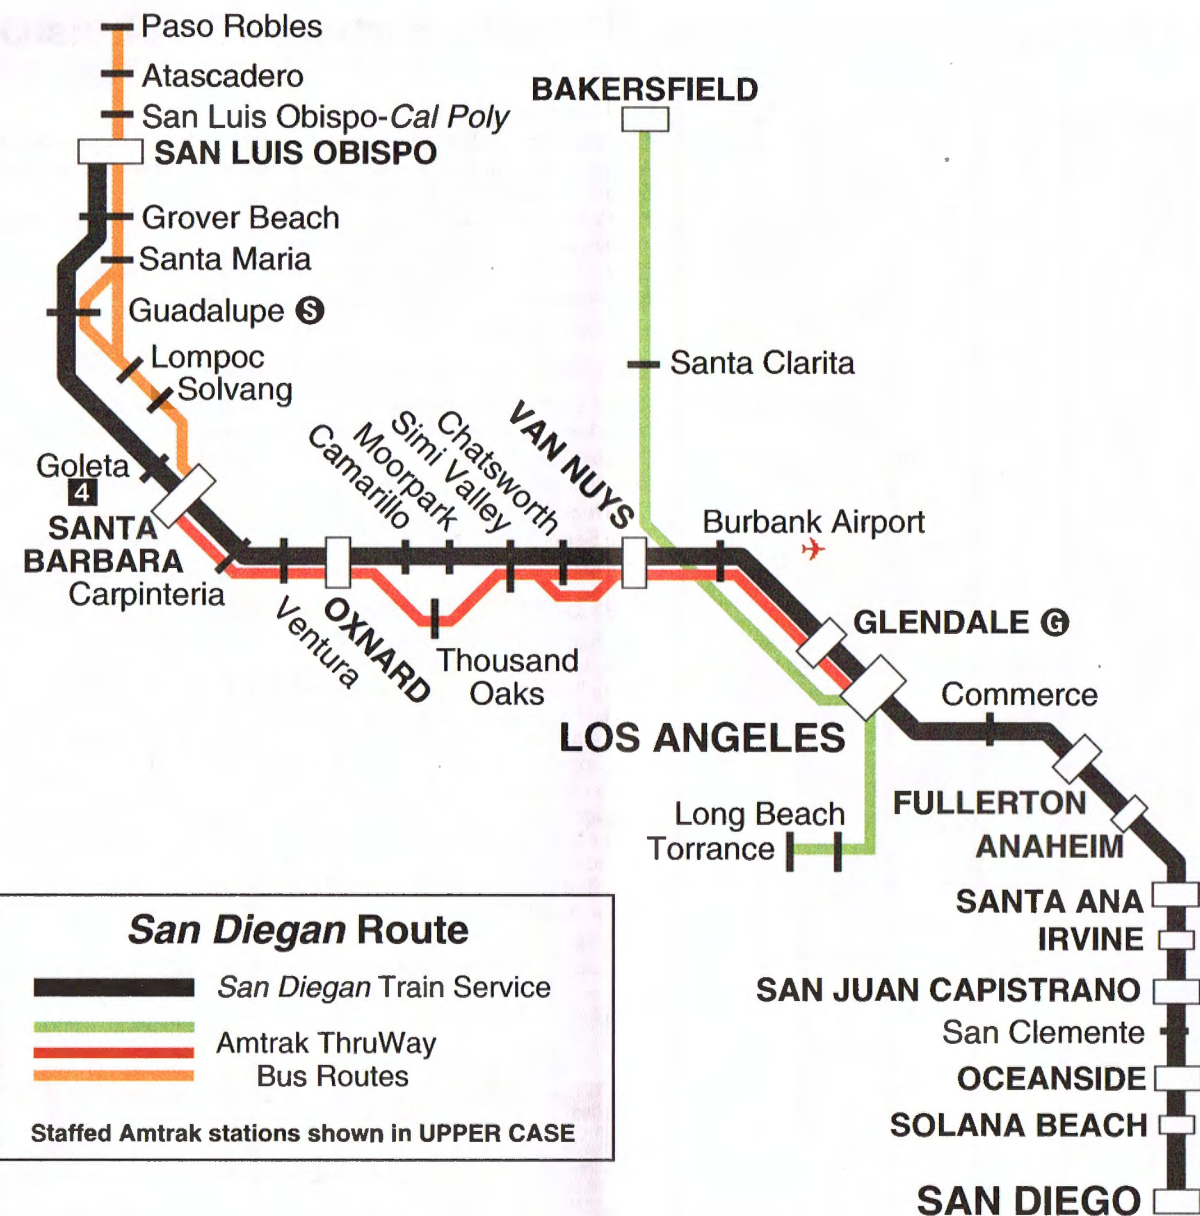 Paso Robles
Atascadero
San Luis Obispo-Cal Poly
SAN LUIS OBISPO
BAKERSFIELD
Grover Beach
Santa Maria
Guadalupe S
Lompoc
Solvang
Santa Clarita
Goleta
4
SANTA
BARBARA
Carpinteria
Ventura
OXNARD
Camarillo
Moorpark
Simi Valley
Chatsworth
VAN NUYS
Thousand
Oaks
Burbank Airport
GLENDALE G
LOS ANGELES
Commerce
Long Beach
Torrance
FULLERTON
ANAHEIM
SANTA ANA
IRVINE
SAN JUAN CAPISTRANO
San Clemente
OCEANSIDE
SOLANA BEACH
SAN DIEGO
San Diegan Route
San Diegan Train Service
Amtrak ThruWay
Bus Routes
Staffed Amtrak stations shown in UPPER CASE